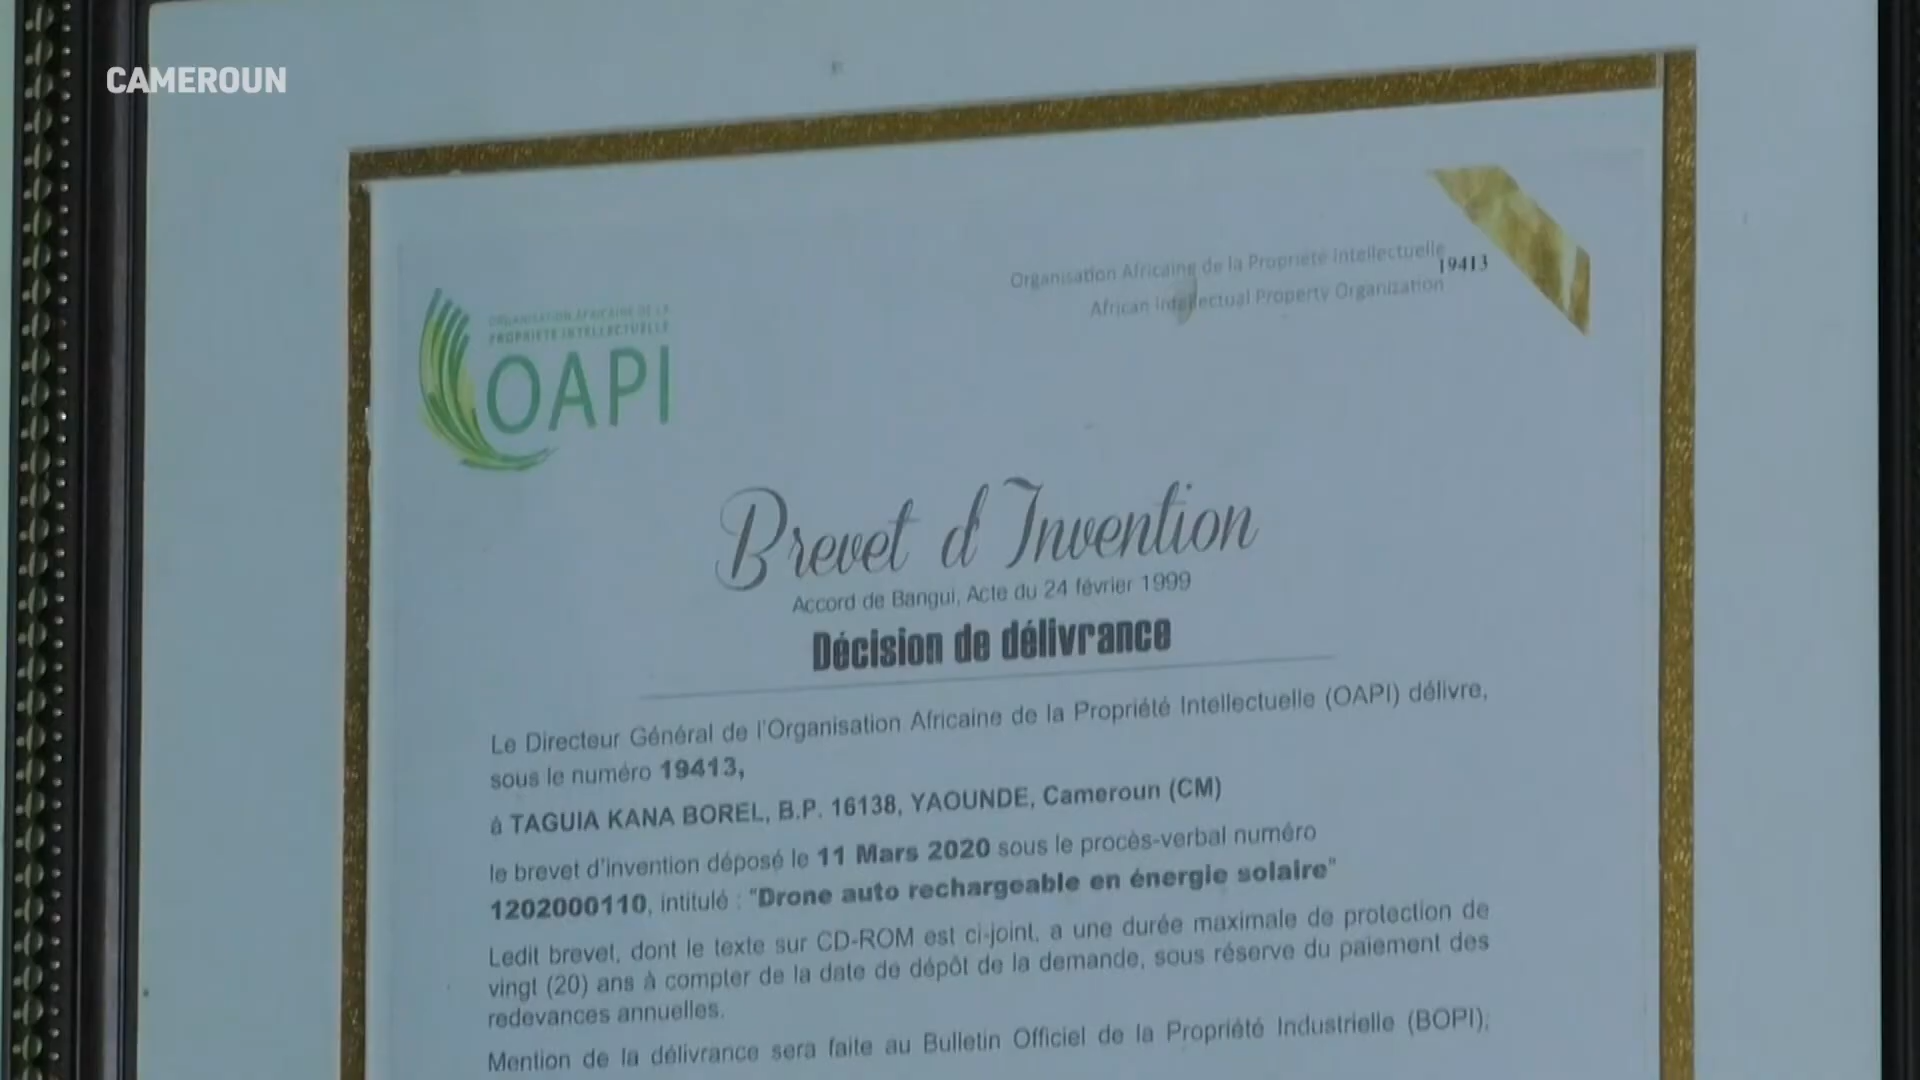 CAMEROUN
Organisation Africaine de la Propriété Intellectuelle
19413
African Intellectual Property Organization
ORGANISATION AFRICAINE DE LA
PROPRIETE INTELLECTUELLE
OAPI
Brevet d'Invention
Accord de Bangui, Acte du 24 février 1999
Décision de délivrance
Le Directeur Général de l'Organisation Africaine de la Propriété Intellectuelle (OAPI) délivre,
sous le numéro 19413,
à TAGUIA KANA BOREL, B.P. 16138, YAOUNDE, Cameroun (CM)
le brevet d'invention déposé le 11 Mars 2020 sous le procès-verbal numéro
1202000110, intitulé : "Drone auto rechargeable en énergie solaire"
Ledit brevet, dont le texte sur CD-ROM est ci-joint, a une durée maximale de protection de
vingt (20) ans à compter de la date de dépôt de la demande, sous réserve du paiement des
redevances annuelles.
Mention de la délivrance sera faite au Bulletin Officiel de la Propriété Industrielle (BOPI);